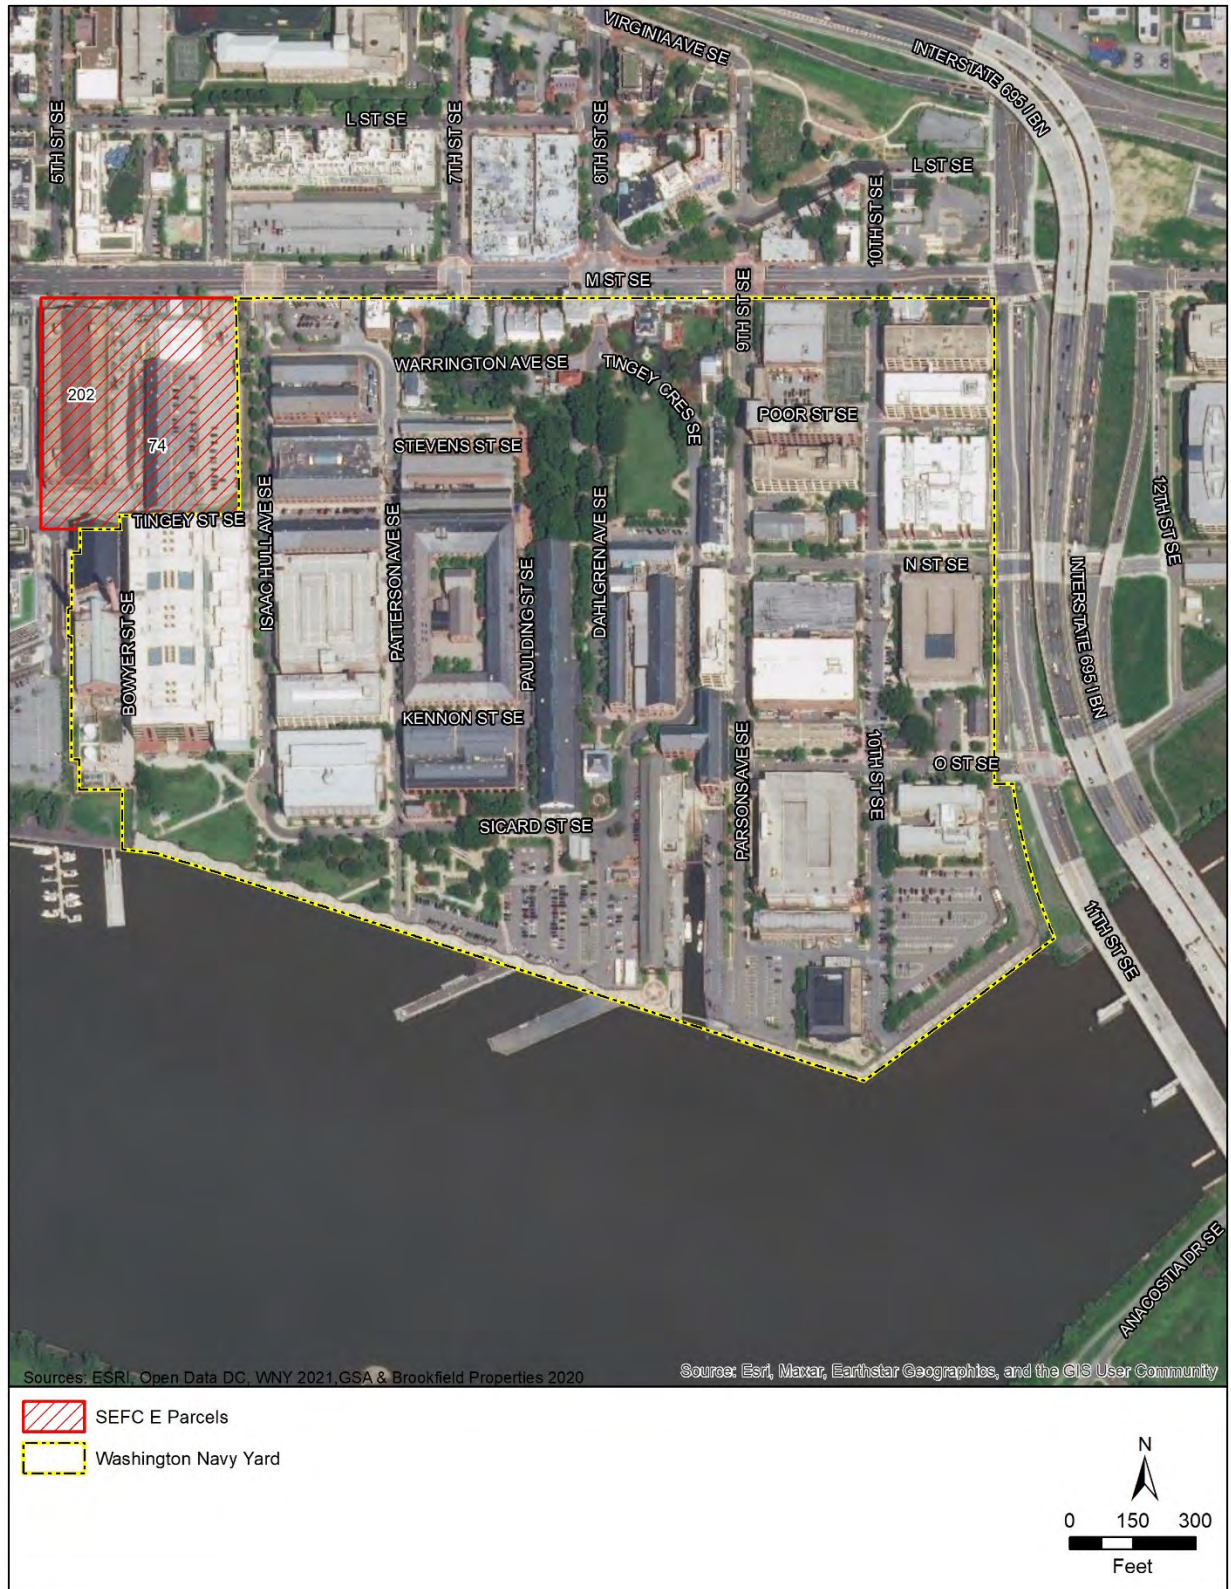 VIRGINIA AVE SE
INTERSTATE 695 I BN
L ST SE
5TH ST SE
7TH ST SE
8TH ST SE
L ST SE
10TH ST SE
M ST SE
9TH ST SE
WARRINGTON AVE SE
TINGEY CRES SE
202
74
POOR ST SE
STEVENS ST SE
TINGEY ST SE
ISAAC HULL AVE SE
PATTERSON AVE SE
PAULDING ST SE
DAHLGREN AVE SE
N ST SE
12TH ST SE
INTERSTATE 695 I BN
BOWYER ST SE
KENNON ST SE
PARSONS AVE SE
10TH ST SE
O ST SE
SICARD ST SE
11TH ST SE
ANACOSTIA DR SE
Sources: ESRI, Open Data DC, WNY 2021,GSA & Brookfield Properties 2020
Source: Esri, Maxar, Earthstar Geographics, and the GIS User Community
SEFC E Parcels
Washington Navy Yard
N
0 150 300
Feet